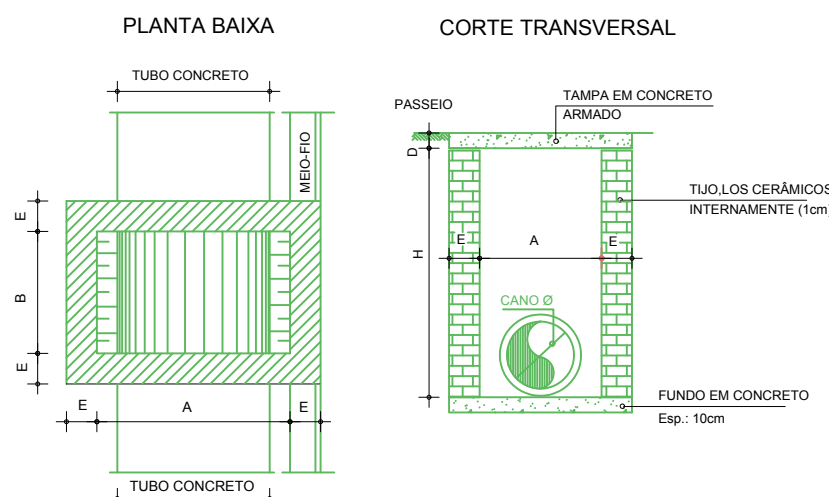 PLANTA BAIXA
TUBO CONCRETO
MEIO-FIO
E
B
E
E
A
E
TUBO CONCRETO
CORTE TRANSVERSAL
PASSEIO
TAMPA EM CONCRETO
ARMADO
D
TIJO,LOS CERÂMICOS
INTERNAMENTE (1cm)
H
E
A
E
CANO Ø
FUNDO EM CONCRETO
Esp.: 10cm